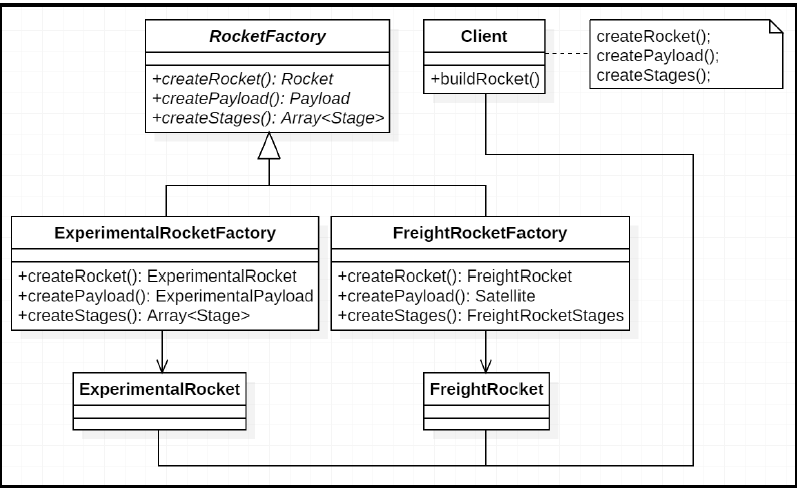 RocketFactory
+createRocket(): Rocket
+createPayload(): Payload
+createStages(): Array<Stage>
Client
+buildRocket()
createRocket();
createPayload();
createStages();
ExperimentalRocketFactory
+createRocket(): ExperimentalRocket
+createPayload(): ExperimentalPayload
+createStages(): Array<Stage>
FreightRocketFactory
+createRocket(): FreightRocket
+createPayload(): Satellite
+createStages(): FreightRocketStages
ExperimentalRocket
FreightRocket